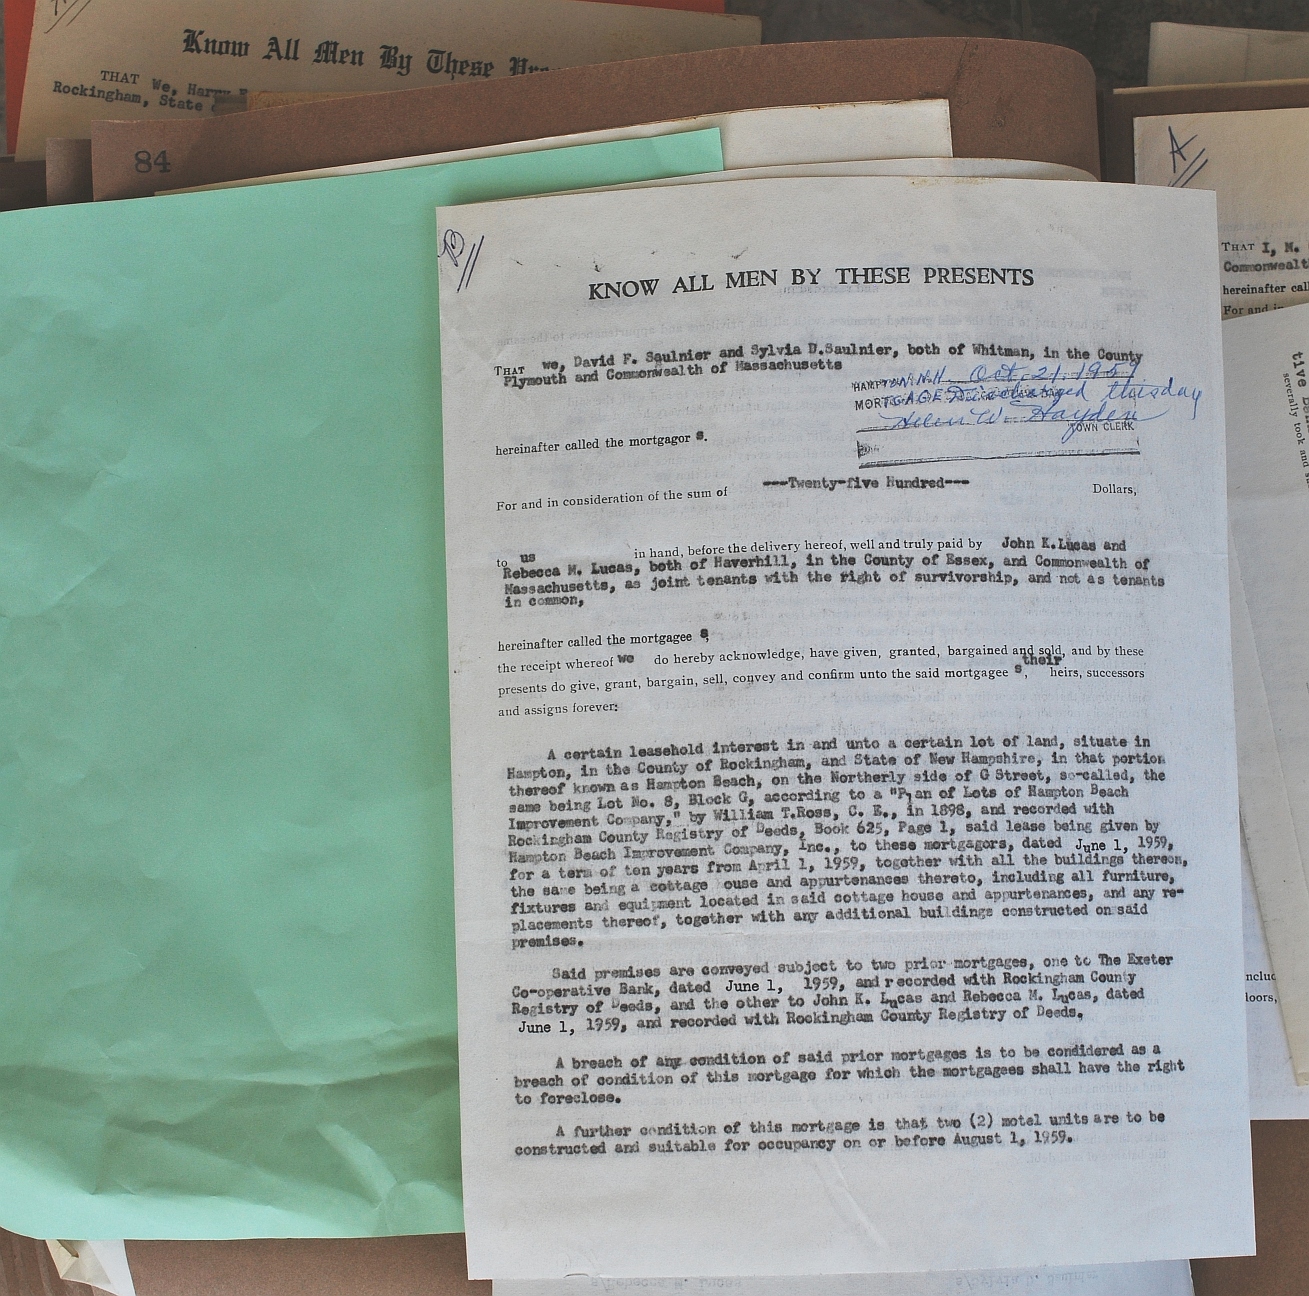 Know All Men By These
THAT We, Harry
Rockingham, State
84
A
THAT I, N.
Commonwealt
hereinafter cal
For and in
B
KNOW ALL MEN BY THESE PRESENTS
THAT we, David F. Saulnier and Sylvia D.Saulnier, both of Whitman, in the County
Plymouth and Commonwealth of Massachusetts
HAMPTON N.H. Oct. 21, 1959
MORTGAGE Discharged this day
Helen W. Hayden
TOWN CLERK
hereinafter called the mortgagor s.
For and in consideration of the sum of ---Twenty-five Hundred--- Dollars,
to us in hand, before the delivery hereof, well and truly paid by John K.Lucas and
Rebecca M. Lucas, both of Haverhill, in the County of Essex, and Commonwealth of
Massachusetts, as joint tenants with the right of survivorship, and not as tenants
in common,
hereinafter called the mortgagee s,
the receipt whereof we do hereby acknowledge, have given, granted, bargained and sold, and by these
presents do give, grant, bargain, sell, convey and confirm unto the said mortgagee s, their heirs, successors
and assigns forever:
A certain leasehold interest in and unto a certain lot of land, situate in
Hampton, in the County of Rockingham, and State of New Hampshire, in that portion
thereof known as Hampton Beach, on the Northerly side of G Street, so-called, the
same being Lot No. 8, Block G, according to a "Plan of Lots of Hampton Beach
Improvement Company," by William T.Ross, C. E., in 1898, and recorded with
Rockingham County Registry of Deeds, Book 625, Page 1, said lease being given by
Hampton Beach Improvement Company, Inc., to these mortgagors, dated June 1, 1959,
for a term of ten years from April 1, 1959, together with all the buildings thereon,
the same being a cottage ouse and appurtenances thereto, including all furniture,
fixtures and equipment located in said cottage house and appurtenances, and any re-
placements thereof, together with any additional buildings constructed on said
premises.
Said premises are conveyed subject to two prior mortgages, one to The Exeter
Co-operative Bank, dated June 1, 1959, and recorded with Rockingham County
Registry of Deeds, and the other to John K. Lucas and Rebecca M. Lucas, dated
June 1, 1959, and recorded with Rockingham County Registry of Deeds.
A breach of any condition of said prior mortgages is to be condidered as a
breach of condition of this mortgage for which the mortgagees shall have the right
to foreclose.
A further condition of this mortgage is that two (2) motel units are to be
constructed and suitable for occupancy on or before August 1, 1959.
severally took and
nclu
loors,